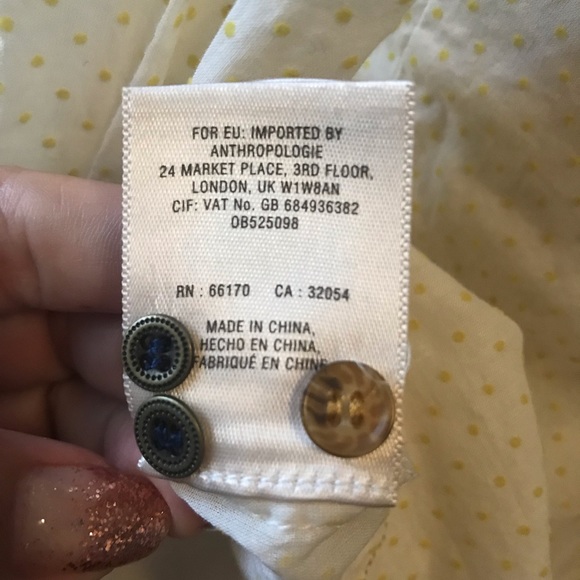 FOR EU: IMPORTED BY
ANTHROPOLOGIE
24 MARKET PLACE, 3RD FLOOR,
LONDON, UK W1W8AN
CIF: VAT No. GB 684936382
OB525098
RN : 66170 CA : 32054
MADE IN CHINA,
HECHO EN CHINA,
FABRIQUÉ EN CHINE